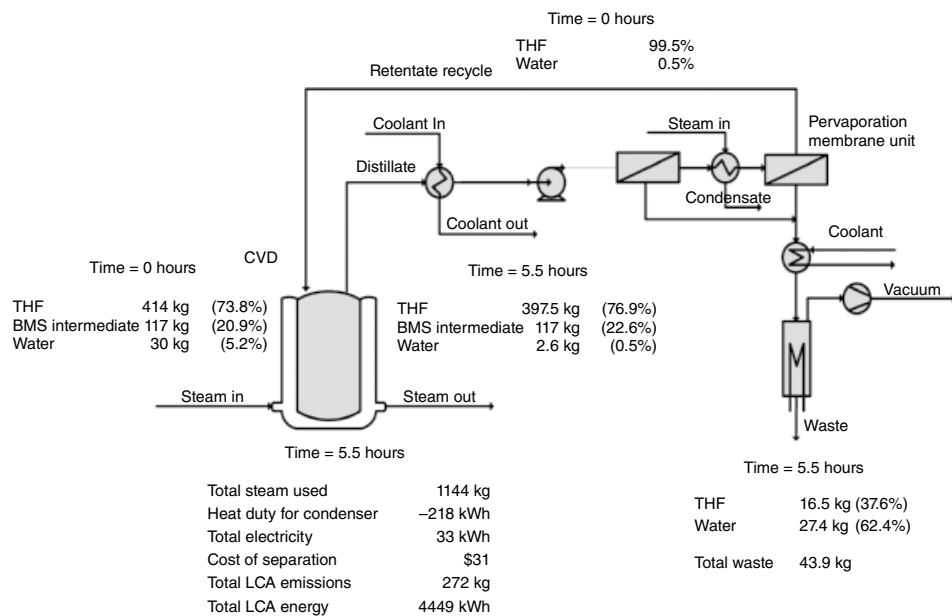 Time = 0 hours
THF 99.5%
Water 0.5%
Retentate recycle
Coolant In
Steam in
Pervaporation
membrane unit
Distillate
Condensate
Coolant out
Coolant
CVD
Time = 0 hours
THF 414 kg (73.8%)
BMS intermediate 117 kg (20.9%)
Water 30 kg (5.2%)
Time = 5.5 hours
THF 397.5 kg (76.9%)
BMS intermediate 117 kg (22.6%)
Water 2.6 kg (0.5%)
Vacuum
Steam in
Steam out
Waste
Time = 5.5 hours
Total steam used 1144 kg
Heat duty for condenser –218 kWh
Total electricity 33 kWh
Cost of separation $31
Total LCA emissions 272 kg
Total LCA energy 4449 kWh
Time = 5.5 hours
THF 16.5 kg (37.6%)
Water 27.4 kg (62.4%)
Total waste 43.9 kg